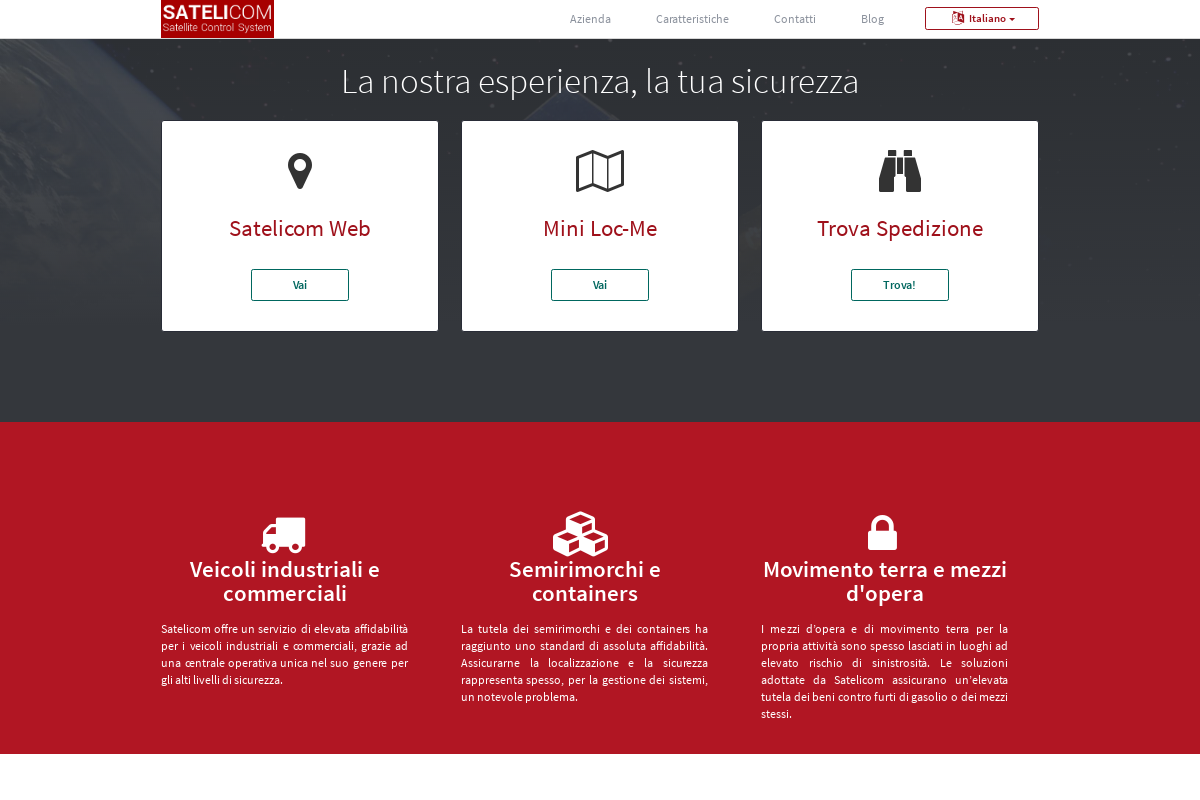 SATELICOM
Satellite Control System
Azienda
Caratteristiche
Contatti
Blog
Italiano
La nostra esperienza, la tua sicurezza
Satelicom Web
Vai
Mini Loc-Me
Vai
Trova Spedizione
Trova!
Veicoli industriali e
commerciali
Satelicom offre un servizio di elevata affidabilità
per i veicoli industriali e commerciali, grazie ad
una centrale operativa unica nel suo genere per
gli alti livelli di sicurezza.
Semirimorchi e
containers
La tutela dei semirimorchi e dei containers ha
raggiunto uno standard di assoluta affidabilità.
Assicurarne la localizzazione e la sicurezza
rappresenta spesso, per la gestione dei sistemi,
un notevole problema.
Movimento terra e mezzi
d'opera
I mezzi d’opera e di movimento terra per la
propria attività sono spesso lasciati in luoghi ad
elevato rischio di sinistrosità. Le soluzioni
adottate da Satelicom assicurano un’elevata
tutela dei beni contro furti di gasolio o dei mezzi
stessi.